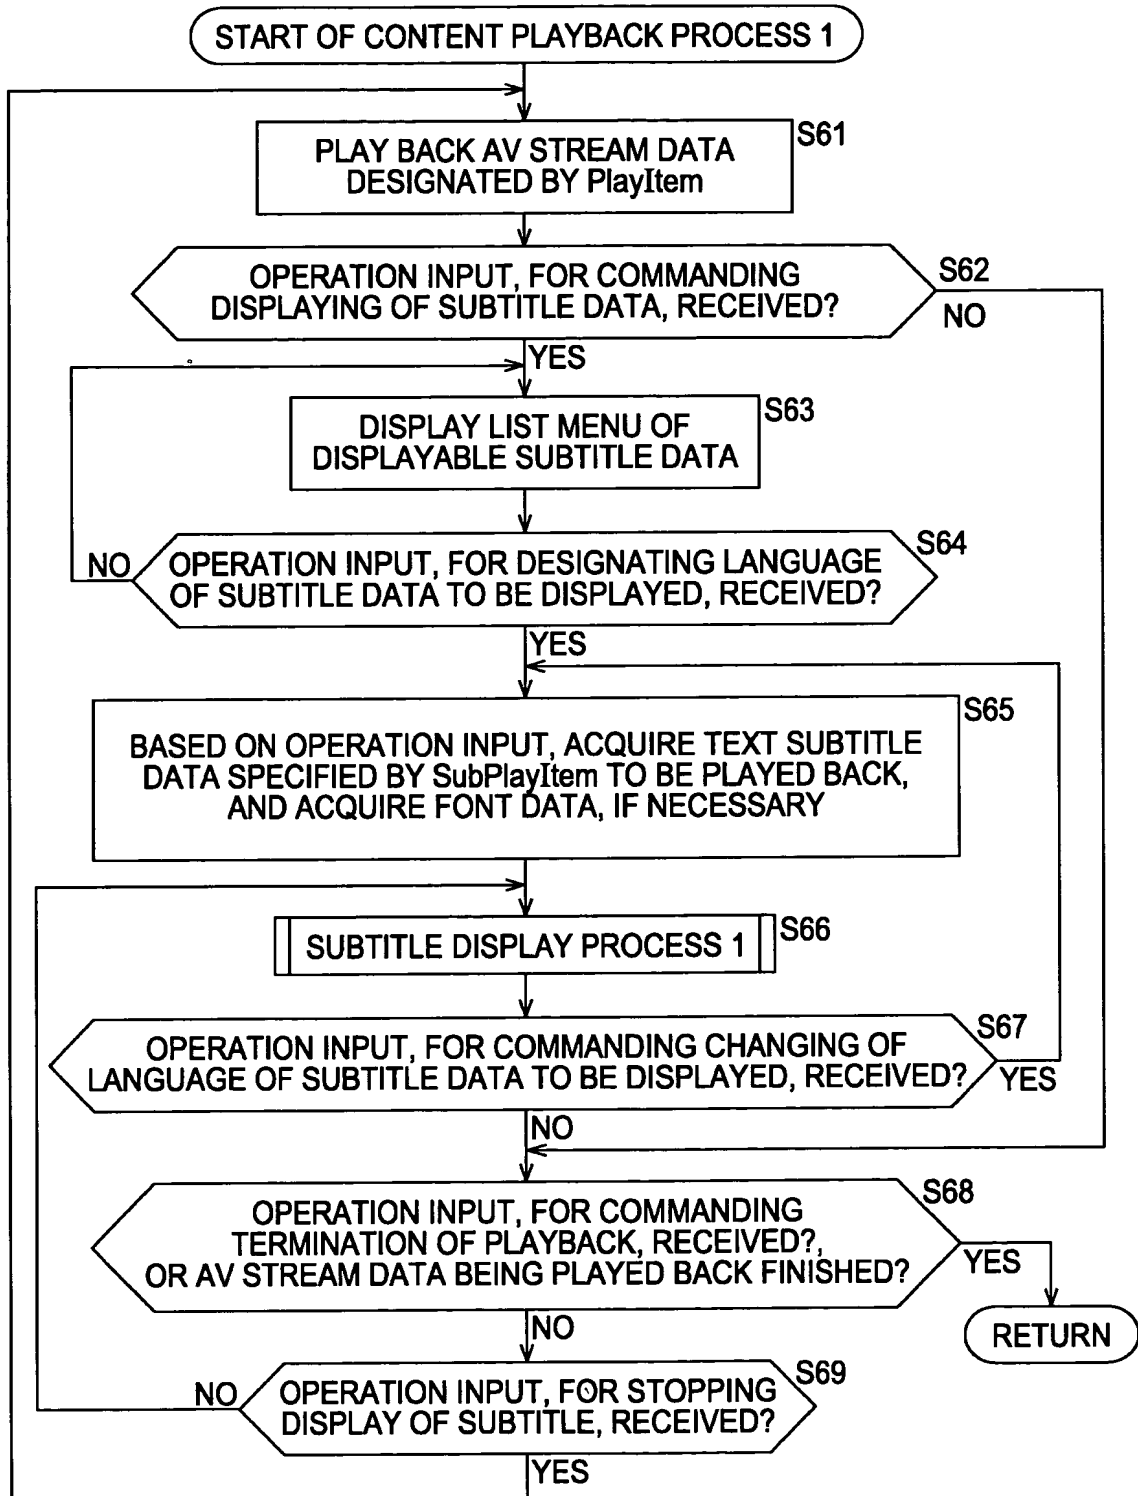 START OF CONTENT PLAYBACK PROCESS 1
S61
PLAY BACK AV STREAM DATA
DESIGNATED BY PlayItem
S62
OPERATION INPUT, FOR COMMANDING
DISPLAYING OF SUBTITLE DATA, RECEIVED?
NO
YES
S63
DISPLAY LIST MENU OF
DISPLAYABLE SUBTITLE DATA
S64
NO
OPERATION INPUT, FOR DESIGNATING LANGUAGE
OF SUBTITLE DATA TO BE DISPLAYED, RECEIVED?
YES
S65
BASED ON OPERATION INPUT, ACQUIRE TEXT SUBTITLE
DATA SPECIFIED BY SubPlayItem TO BE PLAYED BACK,
AND ACQUIRE FONT DATA, IF NECESSARY
SUBTITLE DISPLAY PROCESS 1
S66
S67
OPERATION INPUT, FOR COMMANDING CHANGING OF
LANGUAGE OF SUBTITLE DATA TO BE DISPLAYED, RECEIVED?
YES
NO
S68
OPERATION INPUT, FOR COMMANDING
TERMINATION OF PLAYBACK, RECEIVED?,
OR AV STREAM DATA BEING PLAYED BACK FINISHED?
YES
NO
RETURN
S69
NO
OPERATION INPUT, FOR STOPPING
DISPLAY OF SUBTITLE, RECEIVED?
YES